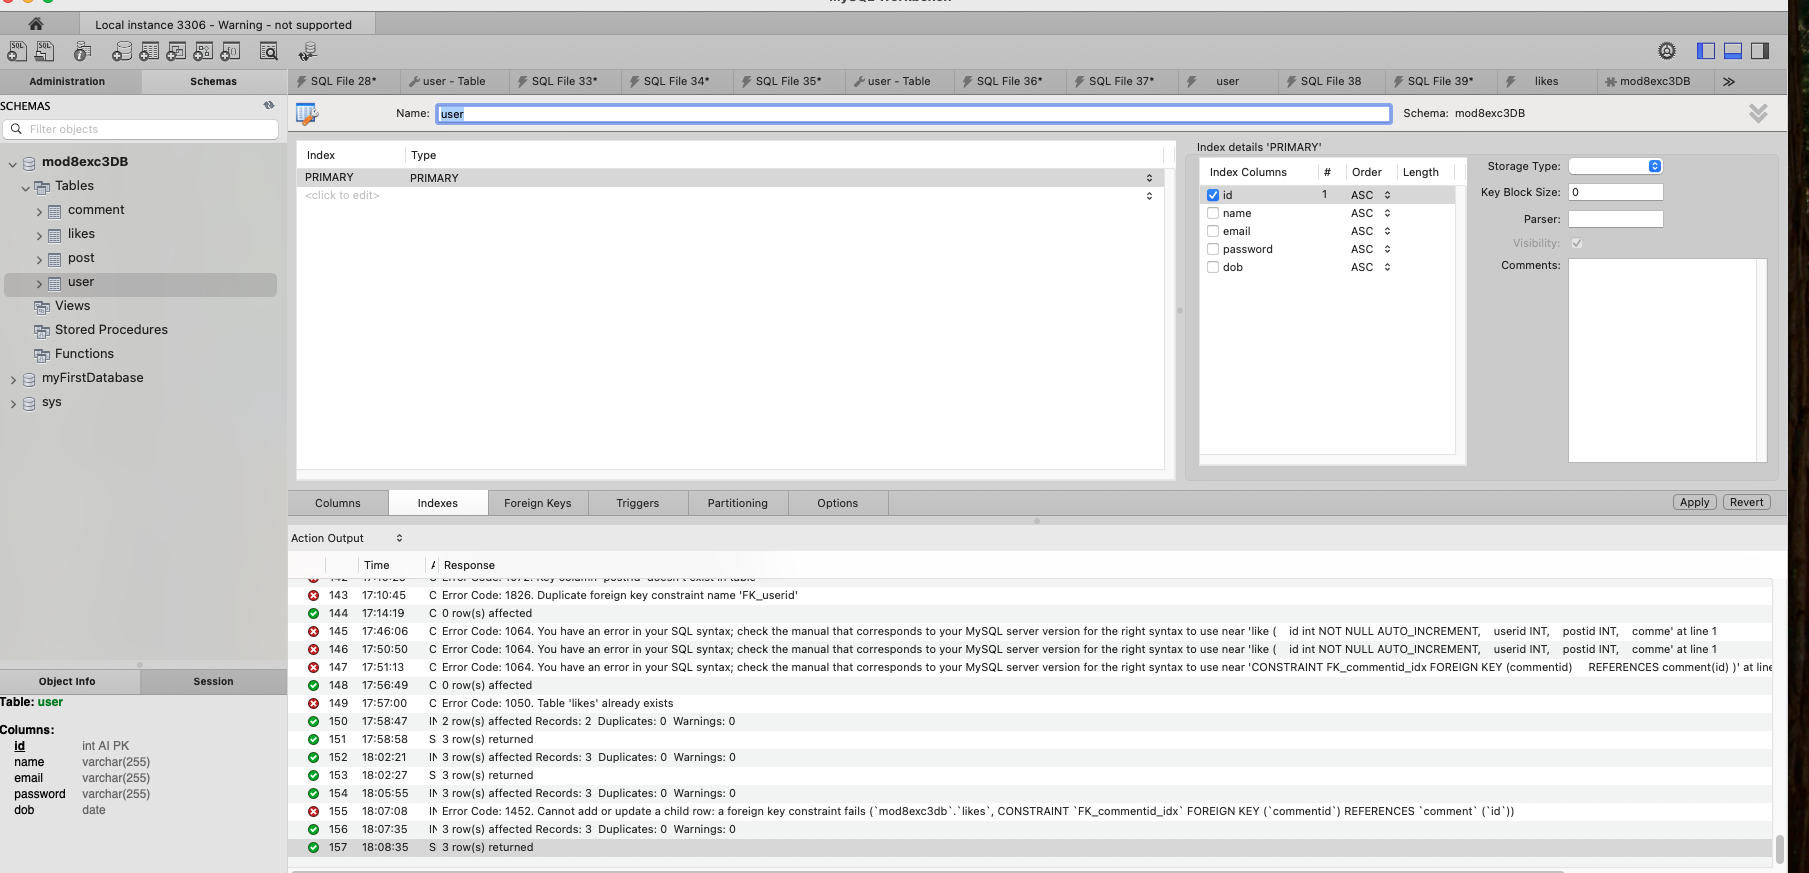 Local instance 3306 - Warning - not supported
Administration Schemas
SQL File 28* user - Table SQL File 33* SQL File 34* SQL File 35* user - Table SQL File 36* SQL File 37* user SQL File 38 SQL File 39* likes mod8exc3DB
SCHEMAS
Filter objects
mod8exc3DB
Tables
comment
likes
post
user
Views
Stored Procedures
Functions
myFirstDatabase
sys
Name: user Schema: mod8exc3DB
Index Type
PRIMARY PRIMARY
<click to edit>
Index details 'PRIMARY'
Index Columns # Order Length
id 1 ASC
name ASC
email ASC
password ASC
dob ASC
Storage Type:
Key Block Size: 0
Parser:
Visibility:
Comments:
Columns Indexes Foreign Keys Triggers Partitioning Options Apply Revert
Action Output
Time Response
143 17:10:45 C Error Code: 1826. Duplicate foreign key constraint name 'FK_userid'
144 17:14:19 C 0 row(s) affected
145 17:46:06 C Error Code: 1064. You have an error in your SQL syntax; check the manual that corresponds to your MySQL server version for the right syntax to use near 'like ( id int NOT NULL AUTO_INCREMENT, userid INT, postid INT, comme' at line 1
146 17:50:50 C Error Code: 1064. You have an error in your SQL syntax; check the manual that corresponds to your MySQL server version for the right syntax to use near 'like ( id int NOT NULL AUTO_INCREMENT, userid INT, postid INT, comme' at line 1
147 17:51:13 C Error Code: 1064. You have an error in your SQL syntax; check the manual that corresponds to your MySQL server version for the right syntax to use near 'CONSTRAINT FK_commentid_idx FOREIGN KEY (commentid) REFERENCES comment(id) )' at line
148 17:56:49 C 0 row(s) affected
149 17:57:00 C Error Code: 1050. Table 'likes' already exists
150 17:58:47 IN 2 row(s) affected Records: 2 Duplicates: 0 Warnings: 0
151 17:58:58 S 3 row(s) returned
152 18:02:21 IN 3 row(s) affected Records: 3 Duplicates: 0 Warnings: 0
153 18:02:27 S 3 row(s) returned
154 18:05:55 IN 3 row(s) affected Records: 3 Duplicates: 0 Warnings: 0
155 18:07:08 IN Error Code: 1452. Cannot add or update a child row: a foreign key constraint fails (`mod8exc3db`.`likes`, CONSTRAINT `FK_commentid_idx` FOREIGN KEY (`commentid`) REFERENCES `comment` (`id`))
156 18:07:35 IN 3 row(s) affected Records: 3 Duplicates: 0 Warnings: 0
157 18:08:35 S 3 row(s) returned
Object Info Session
Table: user
Columns:
id int AI PK
name varchar(255)
email varchar(255)
password varchar(255)
dob date